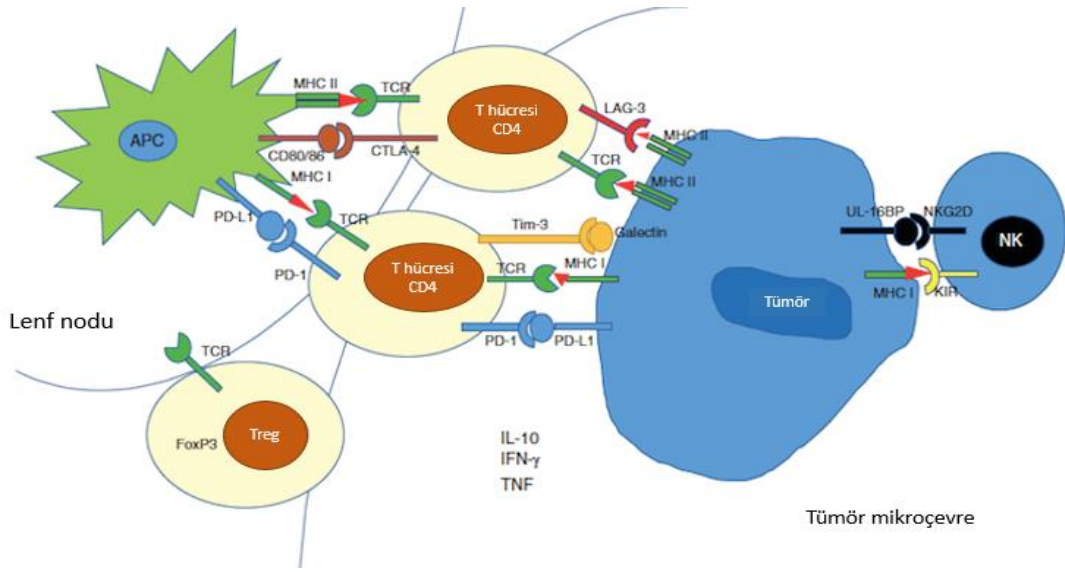 MHC II
TCR
T hücresi
CD4
LAG-3
MHC II
APC
CD80/86
CTLA-4
TCR
MHC II
MHC I
PD-L1
TCR
PD-1
Tim-3
Galectin
UL-16BP
NKG2D
NK
T hücresi
CD4
TCR
MHC I
MHC I
KIR
Tümör
PD-1
PD-L1
Lenf nodu
TCR
FoxP3
Treg
IL-10
IFN-γ
TNF
Tümör mikroçevre